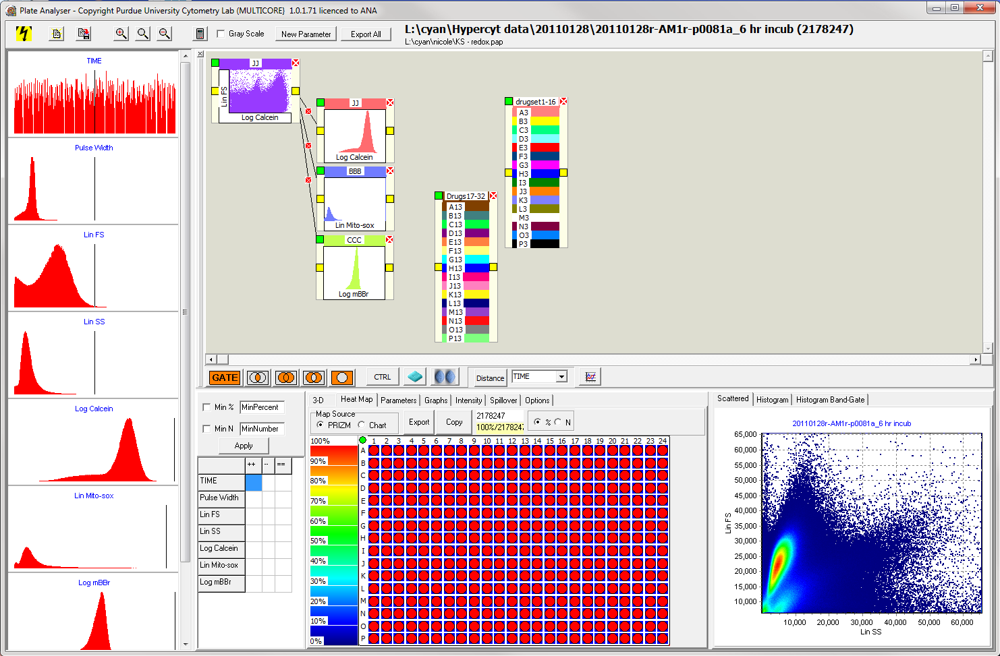 Plate Analyser - Copyright Purdue University Cytometry Lab (MULTICORE)  1.0.1.71 licenced to ANA
Gray Scale
New Parameter
Export All
L:\cyan\Hypercyt data\20110128\20110128r-AM1r-p0081a_6 hr incub (2178247)
L:\cyan\nicole\KS - redox.pap
TIME
Pulse Width
Lin FS
Lin SS
Log Calcein
Lin Mito-sox
Log mBBr
JJ
Lin FS
Log Calcein
JJ
Log Calcein
BBB
Lin Mito-sox
CCC
Log mBBr
Drugs17-32
A13
B13
C13
D13
E13
F13
G13
H13
I13
J13
K13
L13
M13
N13
O13
P13
drugset1-16
A3
B3
C3
D3
E3
F3
G3
H3
I3
J3
K3
L3
M3
N3
O3
P3
GATE
CTRL
Distance
TIME
Min %
MinPercent
Min N
MinNumber
Apply
++ -- ==
TIME
Pulse Width
Lin FS
Lin SS
Log Calcein
Lin Mito-sox
Log mBBr
3-D Heat Map Parameters Graphs Intensity Spillover Options
Map Source
PRIZM Chart
Export
Copy
2178247
100%/217824
% N
100%
90%
80%
70%
60%
50%
40%
30%
20%
10%
0%
1 2 3 4 5 6 7 8 9 10 11 12 13 14 15 16 17 18 19 20 21 22 23 24
A
B
C
D
E
F
G
H
I
J
K
L
M
N
O
P
Scattered Histogram Histogram Band-Gate
20110128r-AM1r-p0081a_6 hr incub
65,000
60,000
55,000
50,000
45,000
40,000
35,000
30,000
25,000
20,000
15,000
10,000
Lin FS
10,000 20,000 30,000 40,000 50,000 60,000
Lin SS